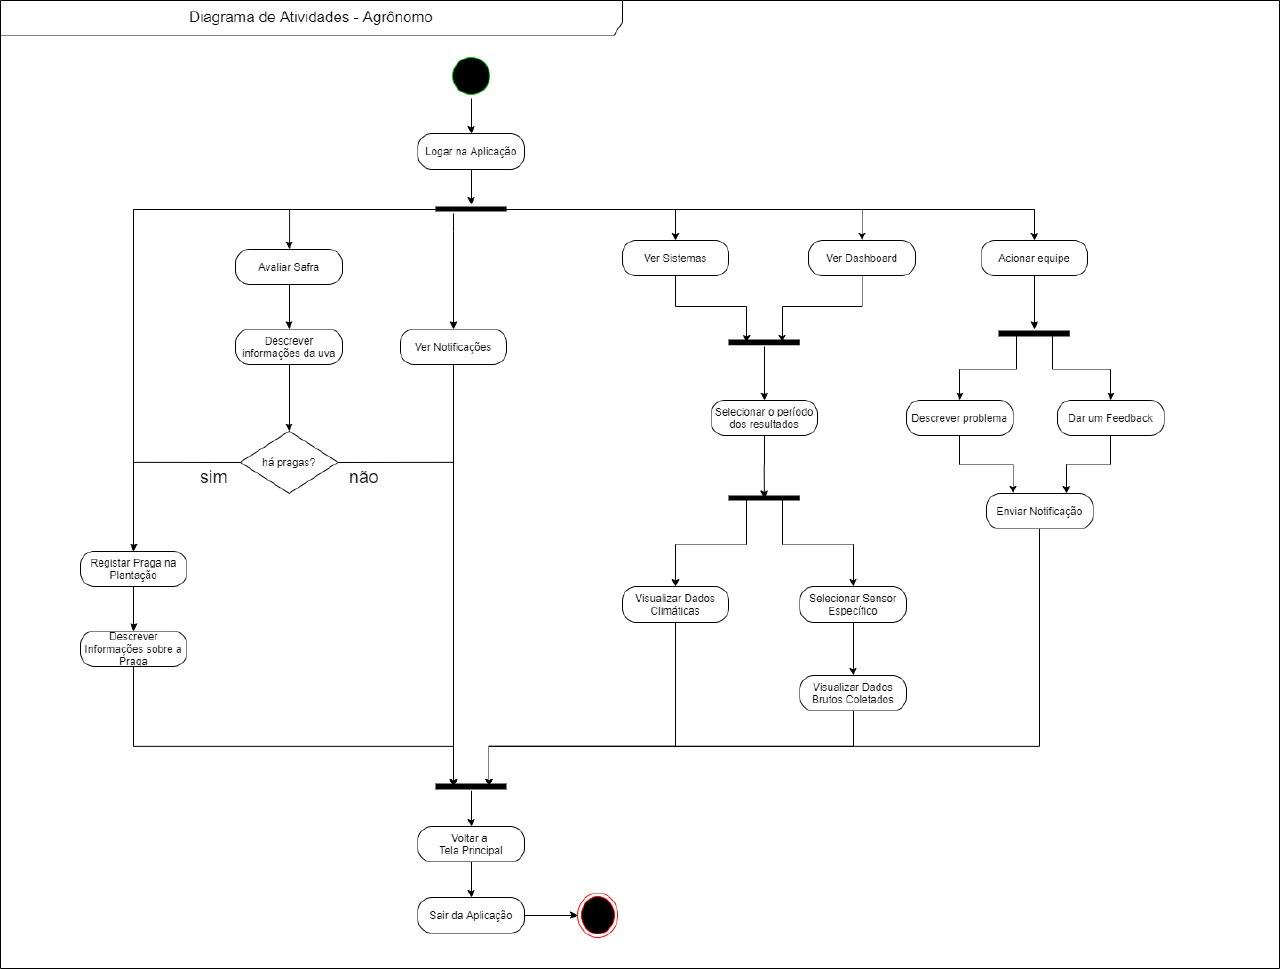 Diagrama de Atividades - Agrônomo
Logar na Aplicação
Avaliar Safra
Ver Sistemas
Ver Dashboard
Acionar equipe
Descrever
informações da uva
Ver Notificações
Selecionar o período
dos resultados
Descrever problema
Dar um Feedback
há pragas?
sim
não
Enviar Notificação
Registar Praga na
Plantação
Visualizar Dados
Climáticas
Selecionar Sensor
Específico
Descrever
Informações sobre a
Praga
Visualizar Dados
Brutos Coletados
Voltar a
Tela Principal
Sair da Aplicação